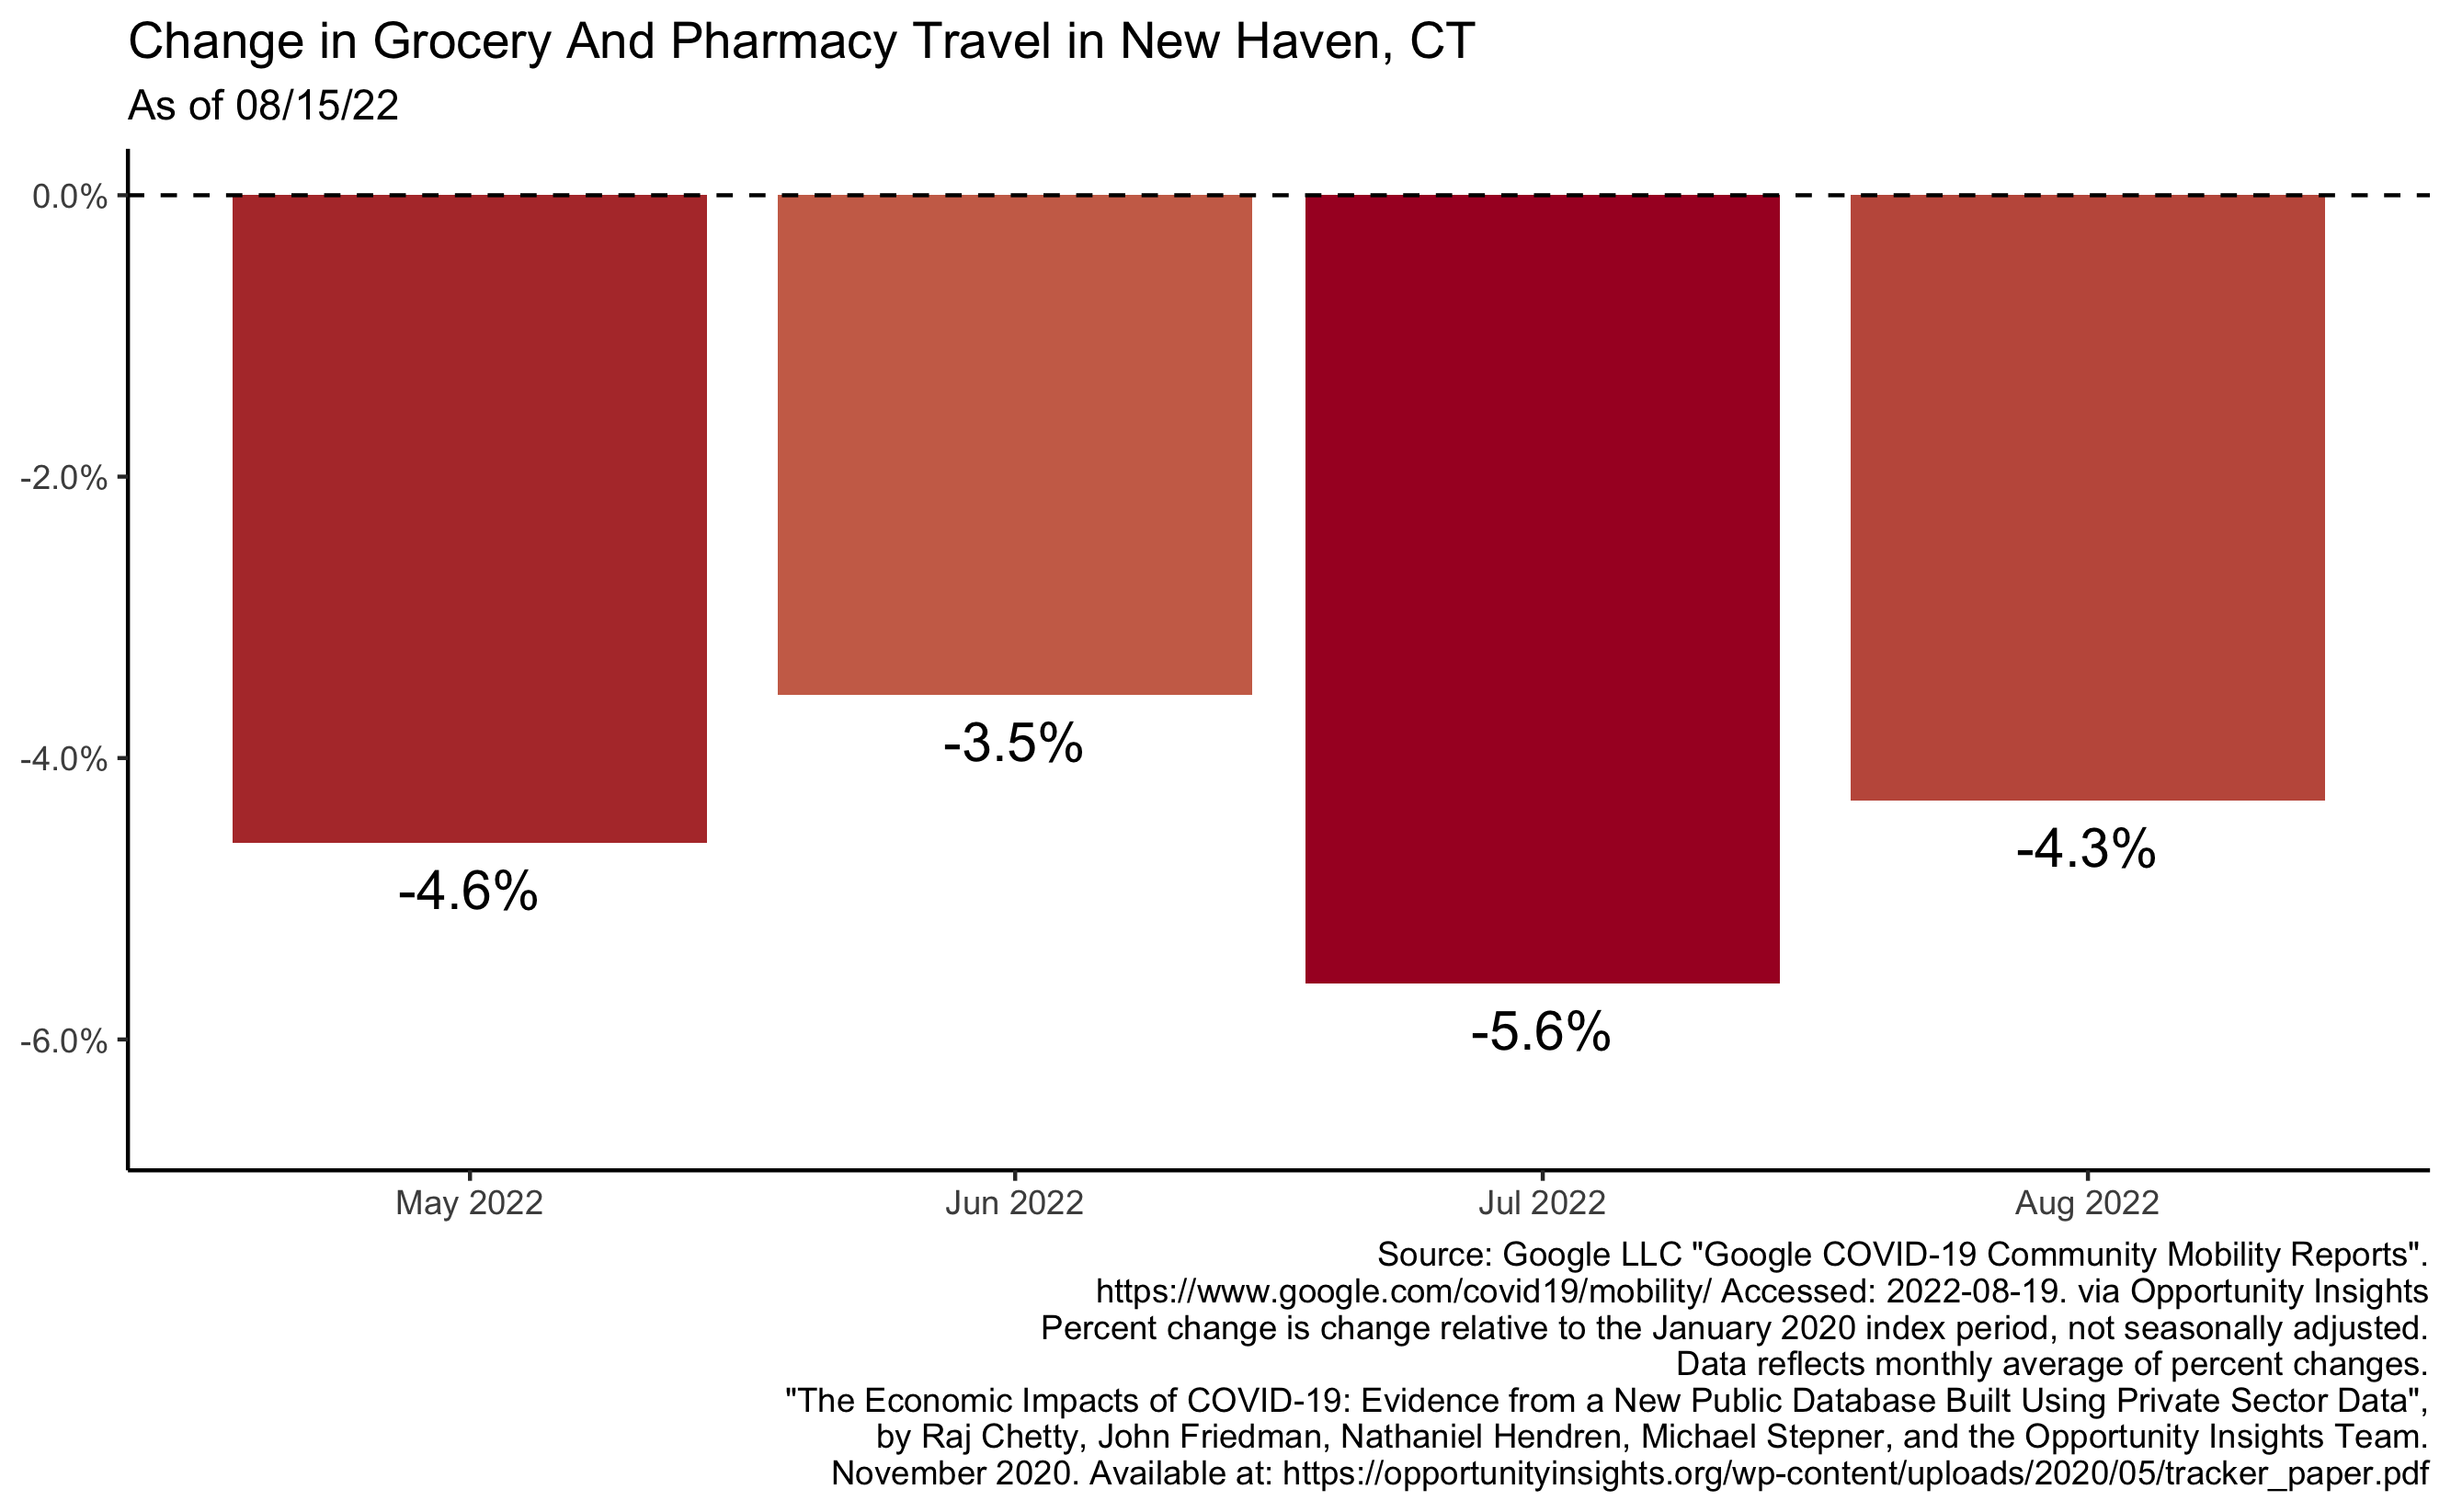 Change in Grocery And Pharmacy Travel in New Haven, CT
As of 08/15/22
0.0%
-2.0%
-4.0%
-6.0%
-4.6%
-3.5%
-5.6%
-4.3%
May 2022
Jun 2022
Jul 2022
Aug 2022
Source: Google LLC "Google COVID-19 Community Mobility Reports".
https://www.google.com/covid19/mobility/ Accessed: 2022-08-19. via Opportunity Insights
Percent change is change relative to the January 2020 index period, not seasonally adjusted.
Data reflects monthly average of percent changes.
"The Economic Impacts of COVID-19: Evidence from a New Public Database Built Using Private Sector Data",
by Raj Chetty, John Friedman, Nathaniel Hendren, Michael Stepner, and the Opportunity Insights Team.
November 2020. Available at: https://opportunityinsights.org/wp-content/uploads/2020/05/tracker_paper.pdf